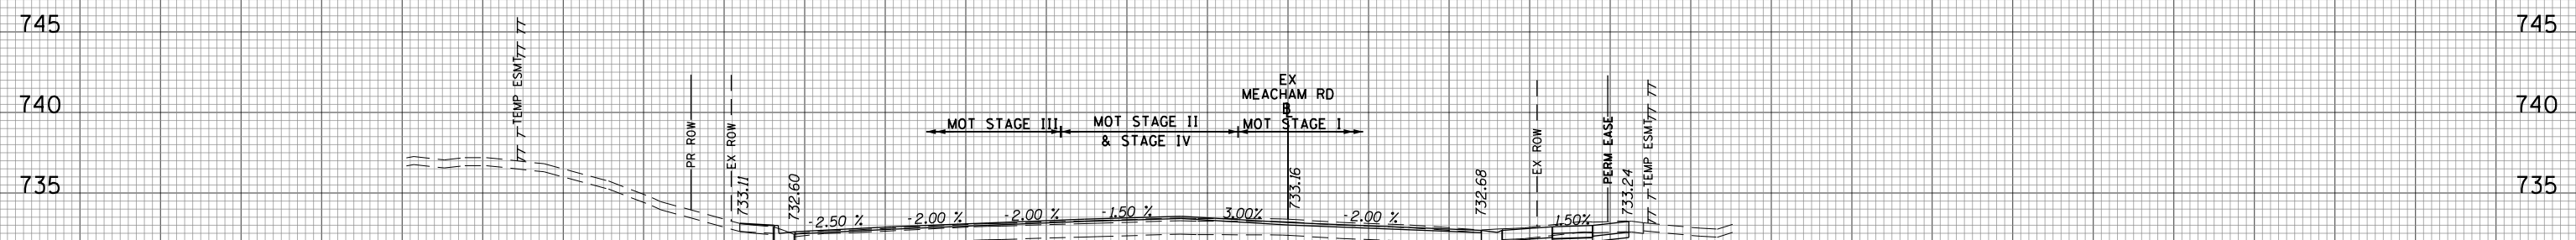 745
745
TEMP ESMT
EX
MEACHAM RD
740
740
MOT STAGE III
MOT STAGE II
& STAGE IV
MOT STAGE I
PR ROW
EX ROW
EX ROW
PERM EASE
TEMP ESMT
735
735
733.11
732.60
733.16
732.68
733.24
-2.50 %
-2.00 %
-2.00 %
-1.50 %
3.00%
-2.00 %
1.50%